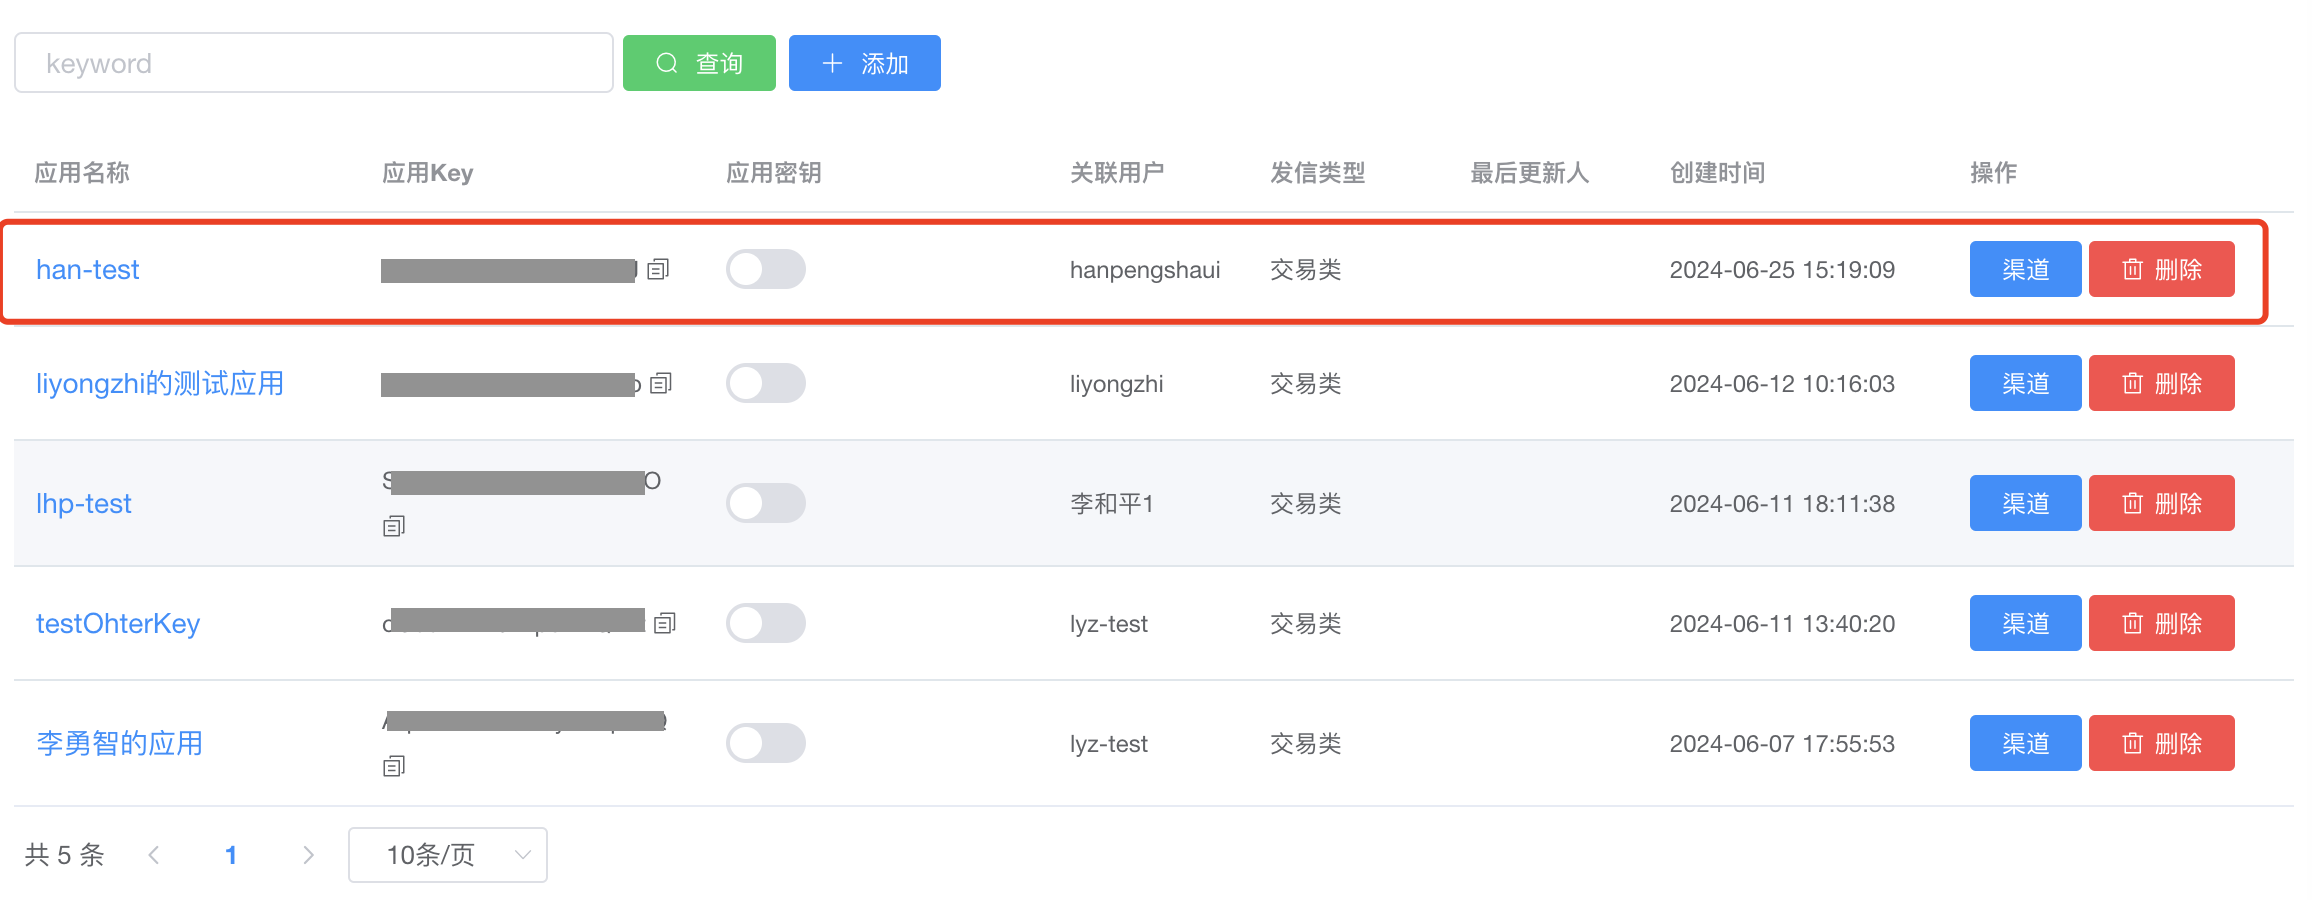 keyword 查询 添加
应用名称 应用Key 应用密钥 关联用户 发信类型 最后更新人 创建时间 操作
han-test hanpengshaui 交易类 2024-06-25 15:19:09 渠道 删除
liyongzhi的测试应用 liyongzhi 交易类 2024-06-12 10:16:03 渠道 删除
lhp-test 李和平1 交易类 2024-06-11 18:11:38 渠道 删除
testOhterKey lyz-test 交易类 2024-06-11 13:40:20 渠道 删除
李勇智的应用 lyz-test 交易类 2024-06-07 17:55:53 渠道 删除
共 5 条 1 10条/页